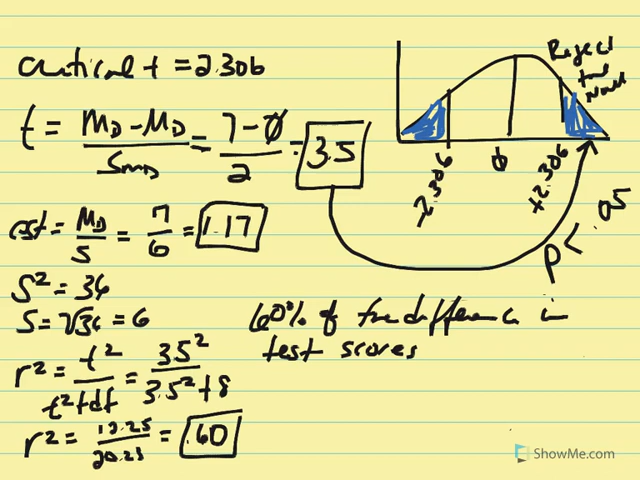 critical t = 2.306
Reject
the Null
t = MD - MD / SMD = 7 - 0 / 2 = 3.5
-2.306 0 +2.306
est = MD / S = 7 / 6 = 1.17
P < .05
S² = 36
S = √36 = 6
60% of the difference in
test scores
r² = t² / t² + df = 3.5² / 3.5² + 8
r² = 12.25 / 20.25 = .60
ShowMe.com